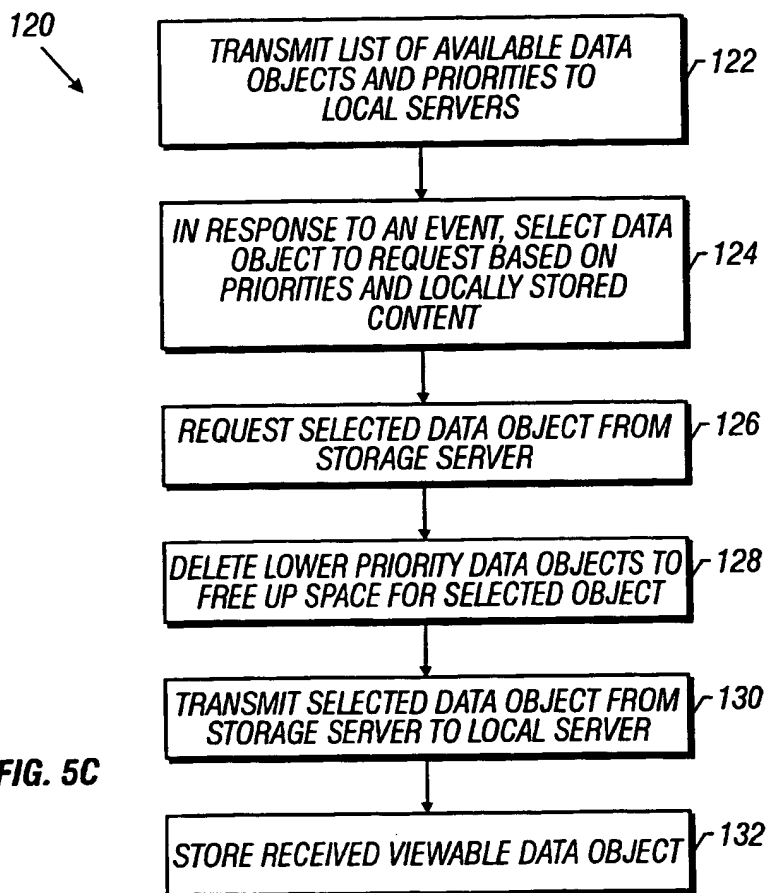 120
TRANSMIT LIST OF AVAILABLE DATA
OBJECTS AND PRIORITIES TO
LOCAL SERVERS
122
IN RESPONSE TO AN EVENT, SELECT DATA
OBJECT TO REQUEST BASED ON
PRIORITIES AND LOCALLY STORED
CONTENT
124
REQUEST SELECTED DATA OBJECT FROM
STORAGE SERVER
126
DELETE LOWER PRIORITY DATA OBJECTS TO
FREE UP SPACE FOR SELECTED OBJECT
128
TRANSMIT SELECTED DATA OBJECT FROM
STORAGE SERVER TO LOCAL SERVER
130
FIG. 5C
STORE RECEIVED VIEWABLE DATA OBJECT
132